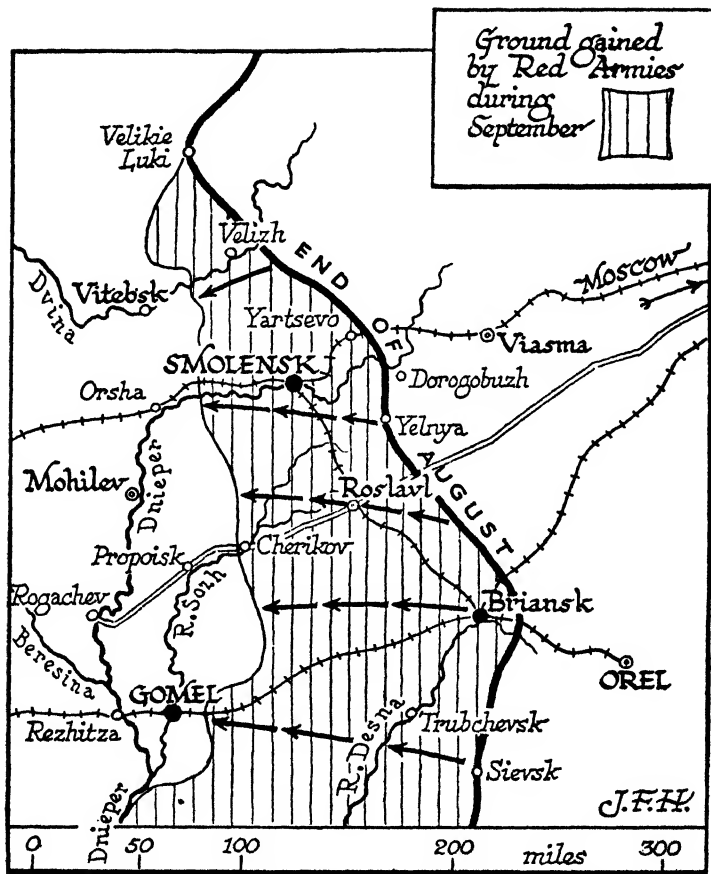 Ground gained
by Red Armies
during
September
Velikie
Luki
Velizh
END OF AUGUST
Dvina
Vitebsk
Moscow
Yartsevo
Viasma
SMOLENSK
Dorogobuzh
Orsha
Yelnya
Mohilev
Dnieper
Roslavl
Propoisk
Cherikov
Rogachev
R. Sozh
Briansk
Beresina
OREL
GOMEL
R. Desna
Trubchevsk
Rezhitza
Sievsk
Dnieper
J.F.H.
0 50 100 200 miles 300